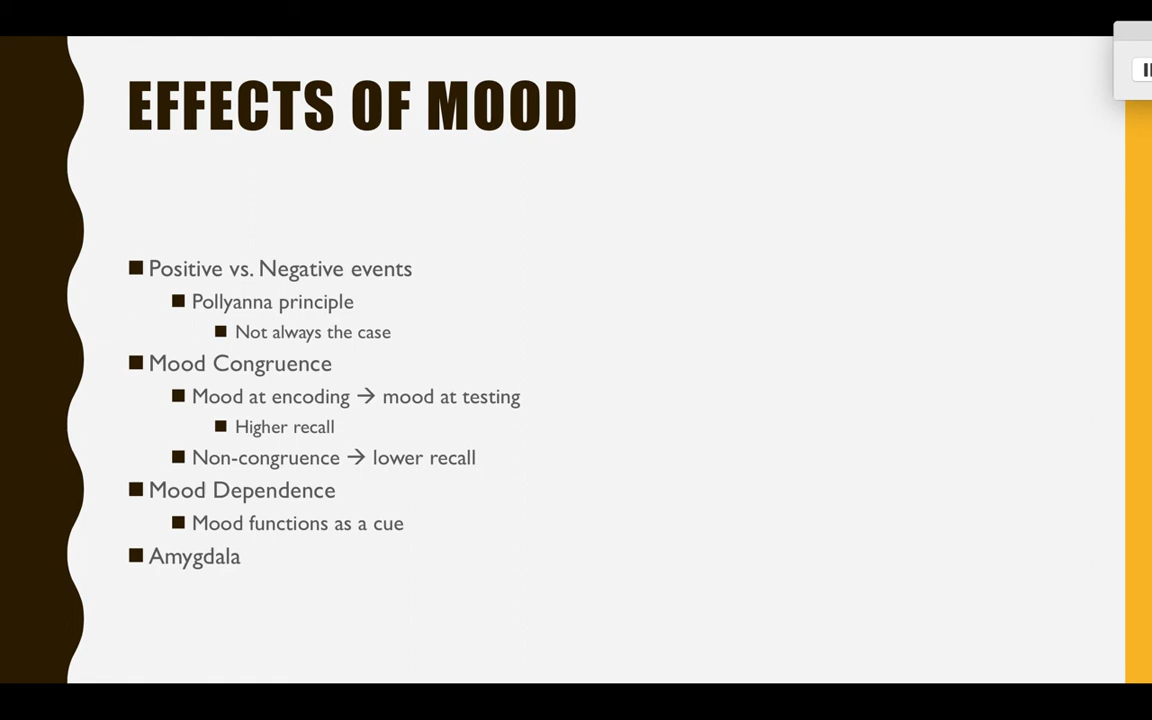 EFFECTS OF MOOD
Positive vs. Negative events
Pollyanna principle
Not always the case
Mood Congruence
Mood at encoding → mood at testing
Higher recall
Non-congruence → lower recall
Mood Dependence
Mood functions as a cue
Amygdala